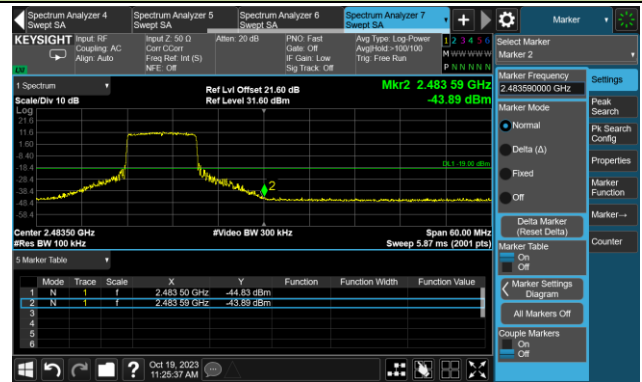 Spectrum Analyzer 4
Swept SA
Spectrum Analyzer 5
Swept SA
Spectrum Analyzer 6
Swept SA
Spectrum Analyzer 7
Swept SA
Marker
KEYSIGHT
Input: RF
Coupling: AC
Align: Auto
Input Z: 50 Ω
Corr CCorr
Freq Ref: Int (S)
NFE: Off
Atten: 20 dB
PNO: Fast
Gate: Off
IF Gain: Low
Sig Track: Off
Avg Type: Log-Power
Avg|Hold:>100/100
Trig: Free Run
1 2 3 4 5 6
M W W W W W
P N N N N N
Select Marker
Marker 2
1 Spectrum
Scale/Div 10 dB
Ref Lvl Offset 21.60 dB
Ref Level 31.60 dBm
Mkr2 2.483 59 GHz
-43.89 dBm
Log
21.6
11.6
1.60
-8.40
-18.4
-28.4
-38.4
-48.4
-58.4
DL1 -19.00 dBm
2
Center 2.48350 GHz
#Res BW 100 kHz
#Video BW 300 kHz
Span 60.00 MHz
Sweep 5.87 ms (2001 pts)
5 Marker Table
Mode Trace Scale X Y Function Function Width Function Value
1 N 1 f 2.483 50 GHz -44.83 dBm
2 N 1 f 2.483 59 GHz -43.89 dBm
3
4
5
6
Marker Frequency
2.483590000 GHz
Marker Mode
Normal
Delta (Δ)
Fixed
Off
Delta Marker
(Reset Delta)
Marker Table
On
Off
Marker Settings
Diagram
All Markers Off
Couple Markers
On
Off
Settings
Peak
Search
Pk Search
Config
Properties
Marker
Function
Marker→
Counter
?
Oct 19, 2023
11:25:37 AM